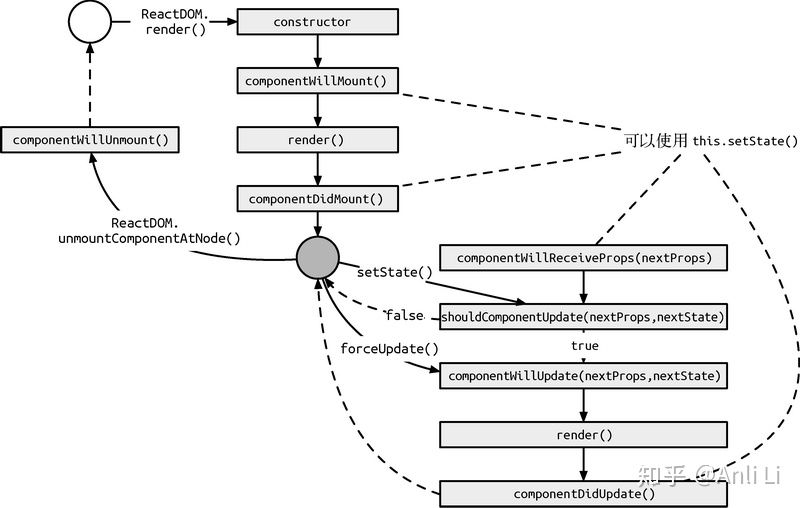 ReactDOM.
render()
constructor
componentWillMount()
componentWillUnmount()
render()
可以使用 this.setState()
componentDidMount()
ReactDOM.
unmountComponentAtNode()
componentWillReceiveProps(nextProps)
setState()
false
shouldComponentUpdate(nextProps,nextState)
forceUpdate()
true
componentWillUpdate(nextProps,nextState)
render()
知乎 @Anli Li
componentDidUpdate()